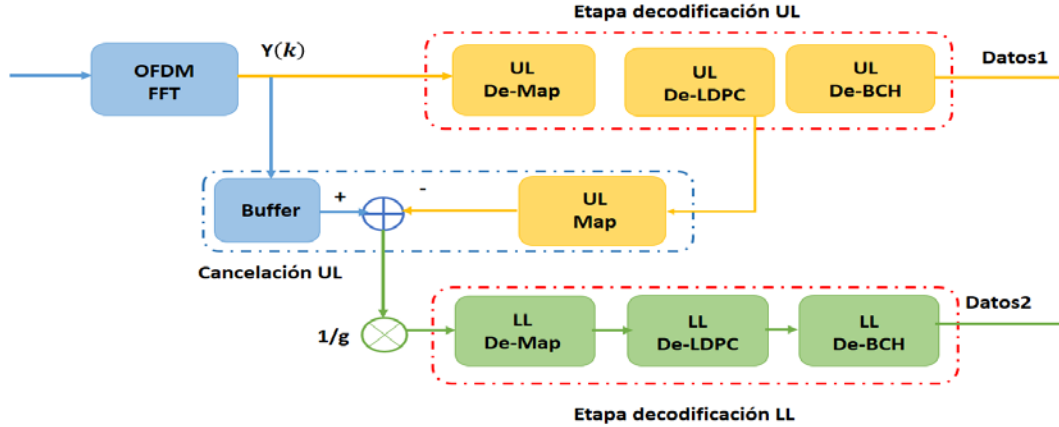 Etapa decodificación UL
OFDM
FFT
Y(k)
UL
De-Map
UL
De-LDPC
UL
De-BCH
Datos1
Buffer
+
-
UL
Map
Cancelación UL
1/g
LL
De-Map
LL
De-LDPC
LL
De-BCH
Datos2
Etapa decodificación LL